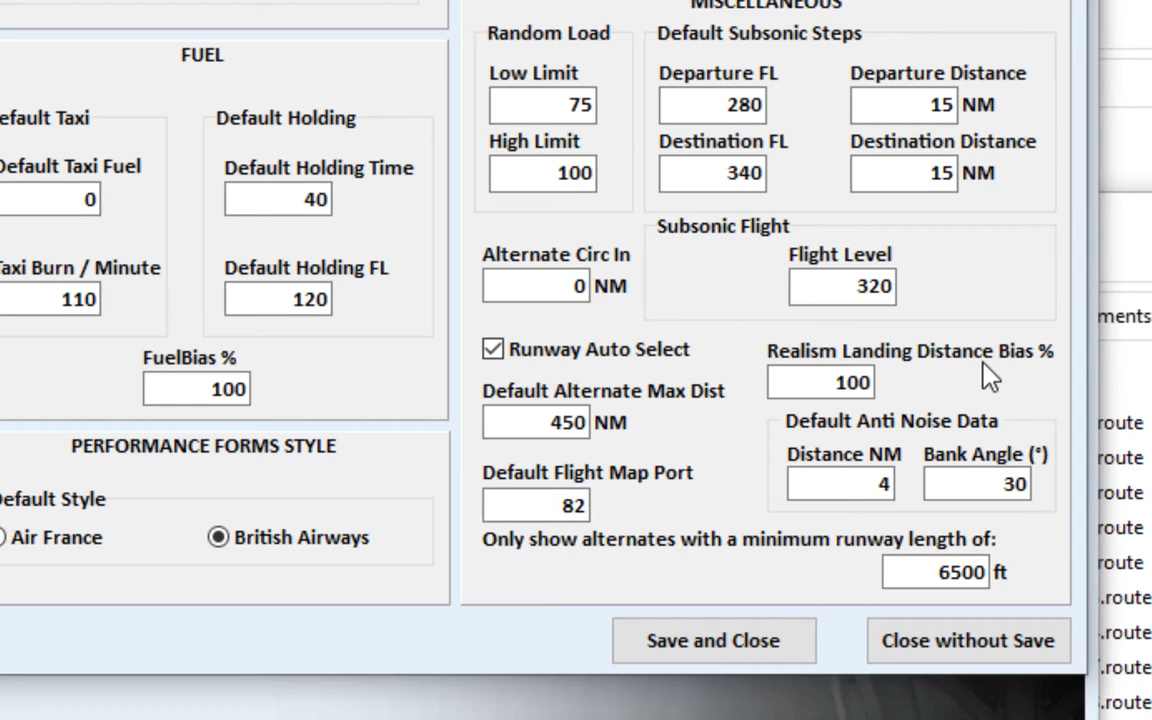 FUEL
efault Taxi
Default Holding
Default Taxi Fuel
0
Default Holding Time
40
Taxi Burn / Minute
110
Default Holding FL
120
FuelBias %
100
PERFORMANCE FORMS STYLE
Default Style
Air France
British Airways
MISCELLANEOUS
Random Load
Low Limit
75
High Limit
100
Default Subsonic Steps
Departure FL
280
Departure Distance
15 NM
Destination FL
340
Destination Distance
15 NM
Alternate Circ In
0 NM
Subsonic Flight
Flight Level
320
Runway Auto Select
Realism Landing Distance Bias %
100
Default Alternate Max Dist
450 NM
Default Anti Noise Data
Distance NM
4
Bank Angle (°)
30
Default Flight Map Port
82
Only show alternates with a minimum runway length of:
6500 ft
Save and Close
Close without Save
ments
route
route
route
route
route
.route
.route
.route
.route